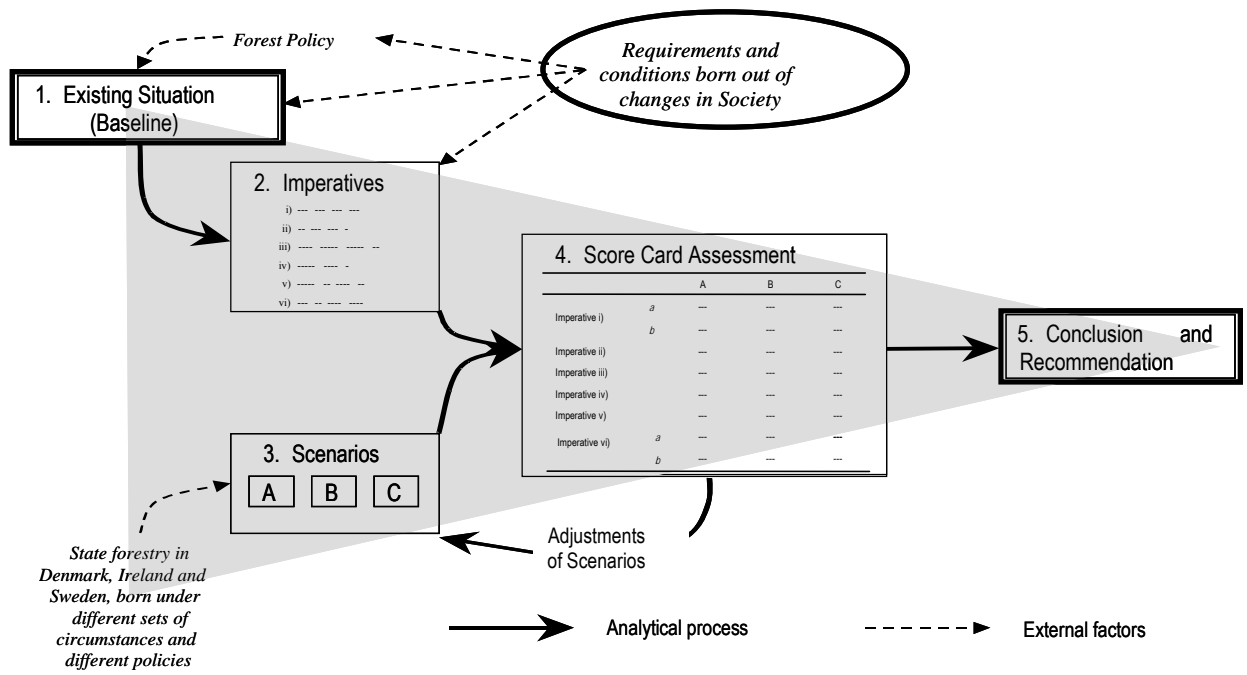 Forest Policy
Requirements and
conditions born out of
changes in Society
1. Existing Situation
(Baseline)
2. Imperatives
i) --- --- --- ---
ii) -- --- --- -
iii) ---- ----- ----- --
iv) ----- ---- -
v) ----- -- ---- --
vi) --- -- ---- ----
4. Score Card Assessment
A B C
Imperative i) a --- --- ---
b --- --- ---
Imperative ii) --- --- ---
Imperative iii) --- --- ---
Imperative iv) --- --- ---
Imperative v) --- --- ---
Imperative vi) a --- --- ---
b --- --- ---
5. Conclusion and
Recommendation
3. Scenarios
A B C
Adjustments
of Scenarios
State forestry in
Denmark, Ireland and
Sweden, born under
different sets of
circumstances and
different policies
Analytical process
External factors